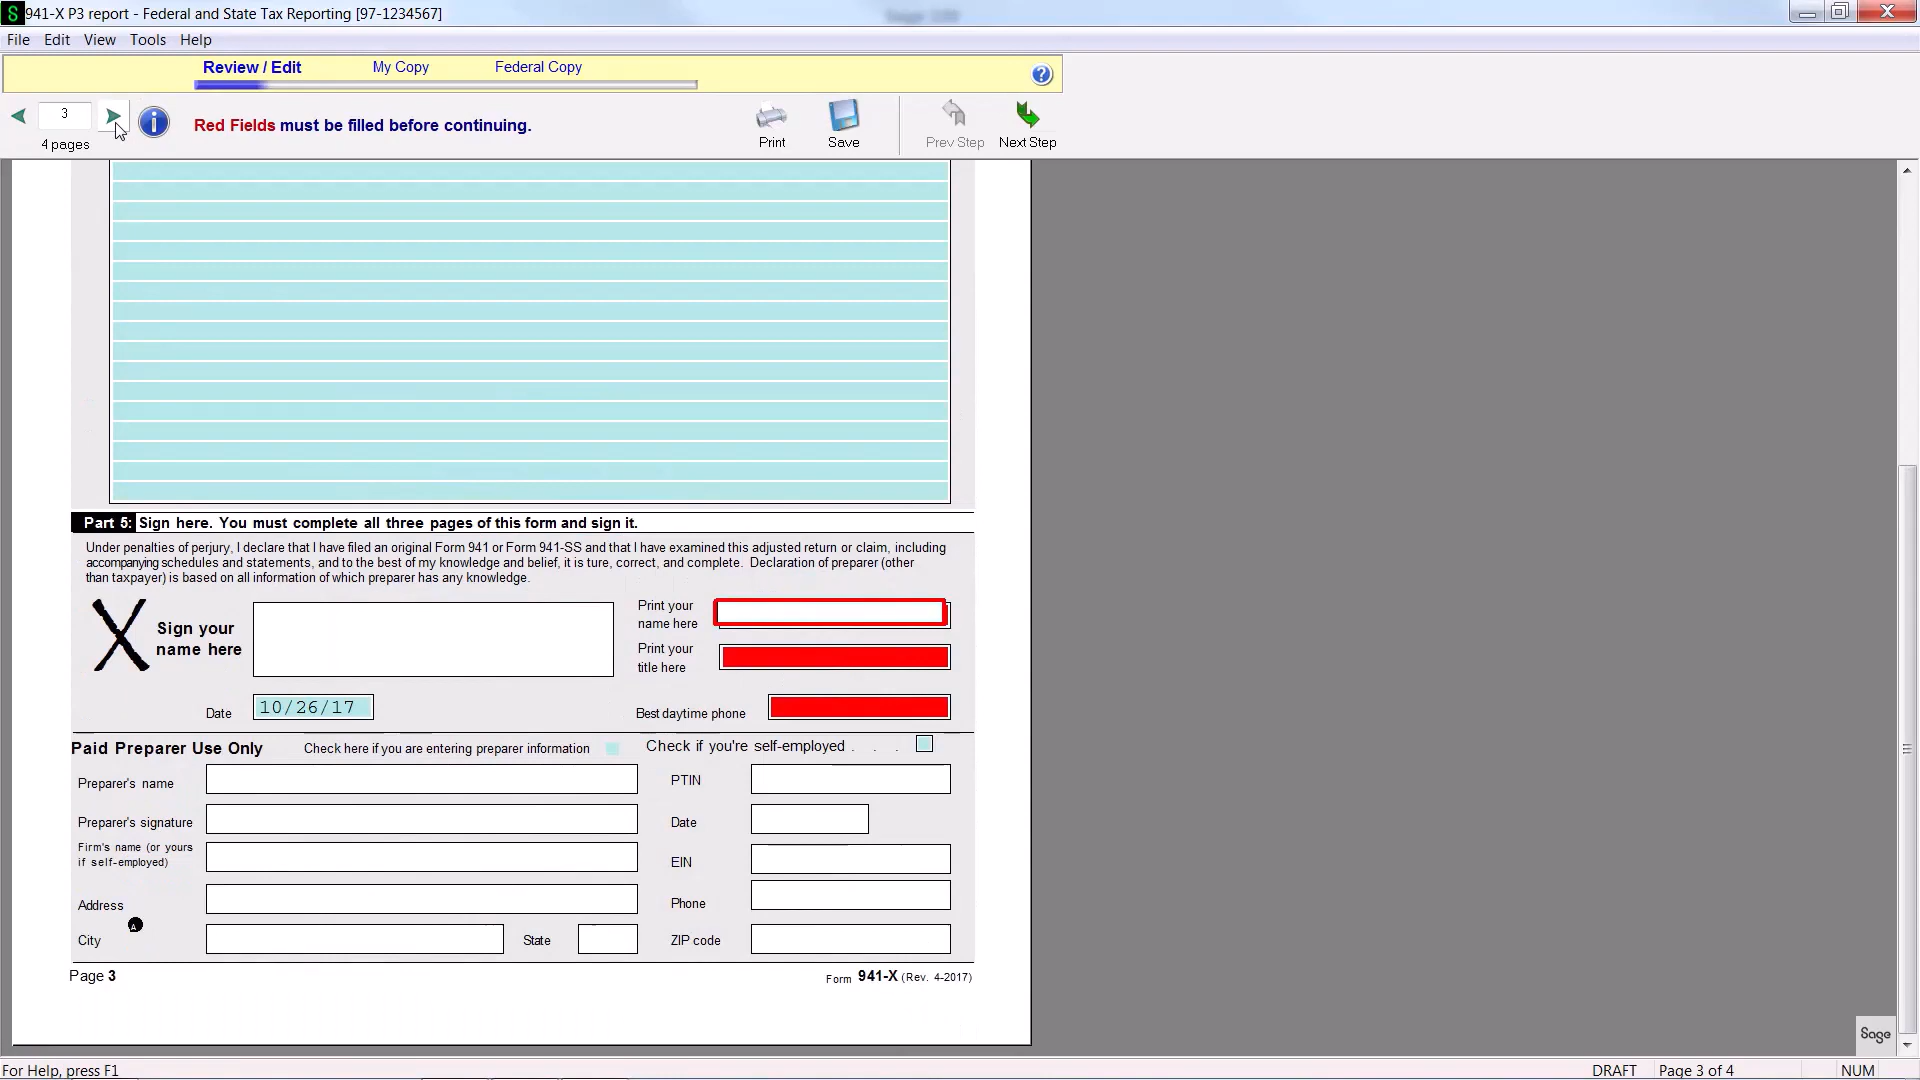 S 941-X P3 report - Federal and State Tax Reporting [97-1234567]
File Edit View Tools Help
Review / Edit My Copy Federal Copy
3
4 pages
Red Fields must be filled before continuing.
Print Save Prev Step Next Step
Part 5: Sign here. You must complete all three pages of this form and sign it.
Under penalties of perjury, I declare that I have filed an original Form 941 or Form 941-SS and that I have examined this adjusted return or claim, including
accompanying schedules and statements, and to the best of my knowledge and belief, it is ture, correct, and complete. Declaration of preparer (other
than taxpayer) is based on all information of which preparer has any knowledge.
X Sign your
name here
Print your
name here
Print your
title here
Date 10/26/17 Best daytime phone
Paid Preparer Use Only Check here if you are entering preparer information Check if you're self-employed . . .
Preparer's name PTIN
Preparer's signature Date
Firm's name (or yours
if self-employed) EIN
Address Phone
A
City State ZIP code
Page 3 Form 941-X (Rev. 4-2017)
Sage
For Help, press F1 DRAFT Page 3 of 4 NUM